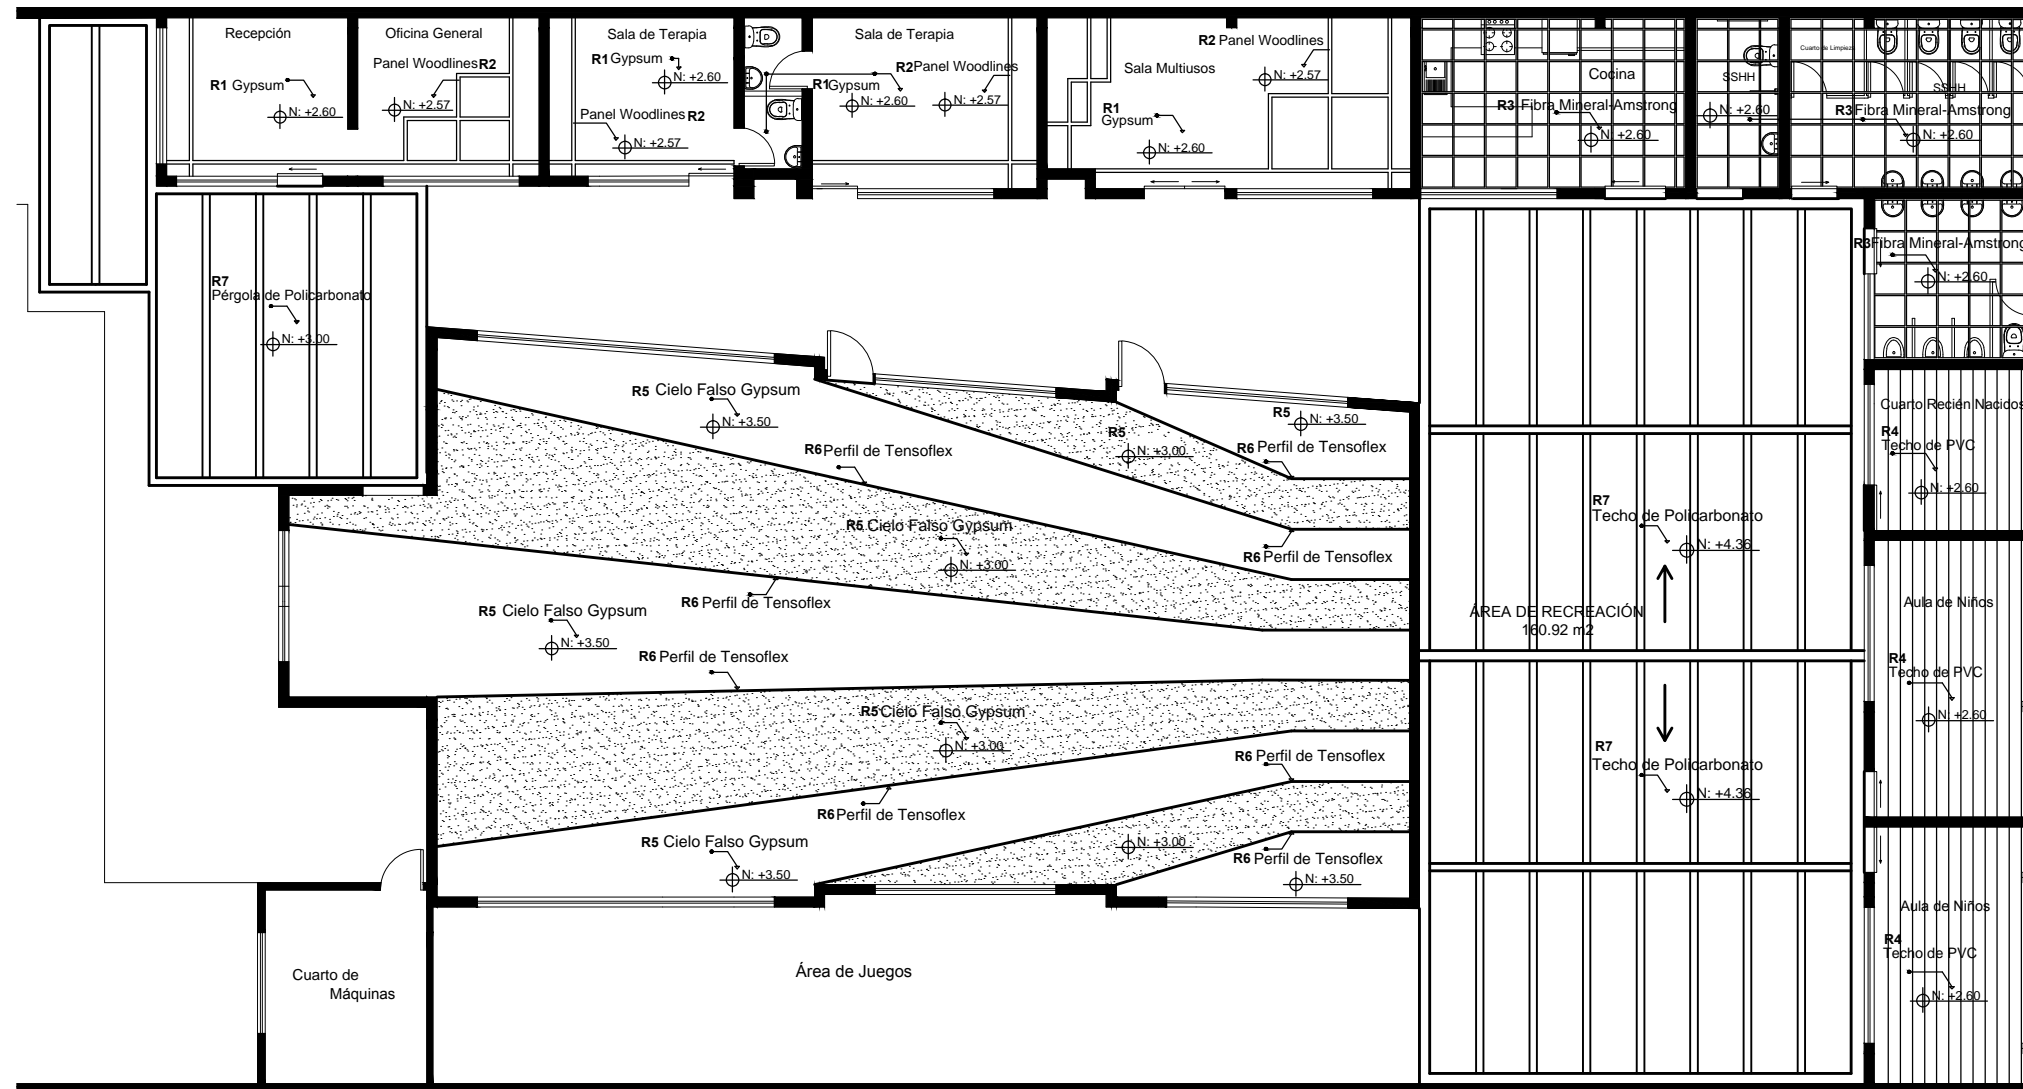 Recepción
R1 Gypsum
N: +2.60
Oficina General
Panel Woodlines R2
N: +2.57
Sala de Terapia
R1 Gypsum
N: +2.60
Panel Woodlines R2
N: +2.57
Sala de Terapia
R2 Panel Woodlines
R1 Gypsum
N: +2.60
N: +2.57
R2 Panel Woodlines
Sala Multiusos
N: +2.57
R1
Gypsum
N: +2.60
Cocina
R3 Fibra Mineral-Amstrong
N: +2.60
SSHH
N: +2.60
Cuarto de Limpieza
SSHH
R3 Fibra Mineral-Amstrong
N: +2.60
R3 Fibra Mineral-Amstrong
N: +2.60
R7
Pérgola de Policarbonato
N: +3.00
R5 Cielo Falso Gypsum
N: +3.50
R6 Perfil de Tensoflex
R5
N: +3.00
R5
N: +3.50
R6 Perfil de Tensoflex
R5 Cielo Falso Gypsum
N: +3.00
R6 Perfil de Tensoflex
R6 Perfil de Tensoflex
R5 Cielo Falso Gypsum
N: +3.50
R6 Perfil de Tensoflex
R5 Cielo Falso Gypsum
N: +3.00
R6 Perfil de Tensoflex
R6 Perfil de Tensoflex
R5 Cielo Falso Gypsum
N: +3.50
N: +3.00
R6 Perfil de Tensoflex
N: +3.50
R7
Techo de Policarbonato
N: +4.36
ÁREA DE RECREACIÓN
160.92 m2
R7
Techo de Policarbonato
N: +4.36
Cuarto Recién Nacidos
R4
Techo de PVC
N: +2.60
Aula de Niños
R4
Techo de PVC
N: +2.60
Aula de Niños
R4
Techo de PVC
N: +2.60
Cuarto de
Máquinas
Área de Juegos